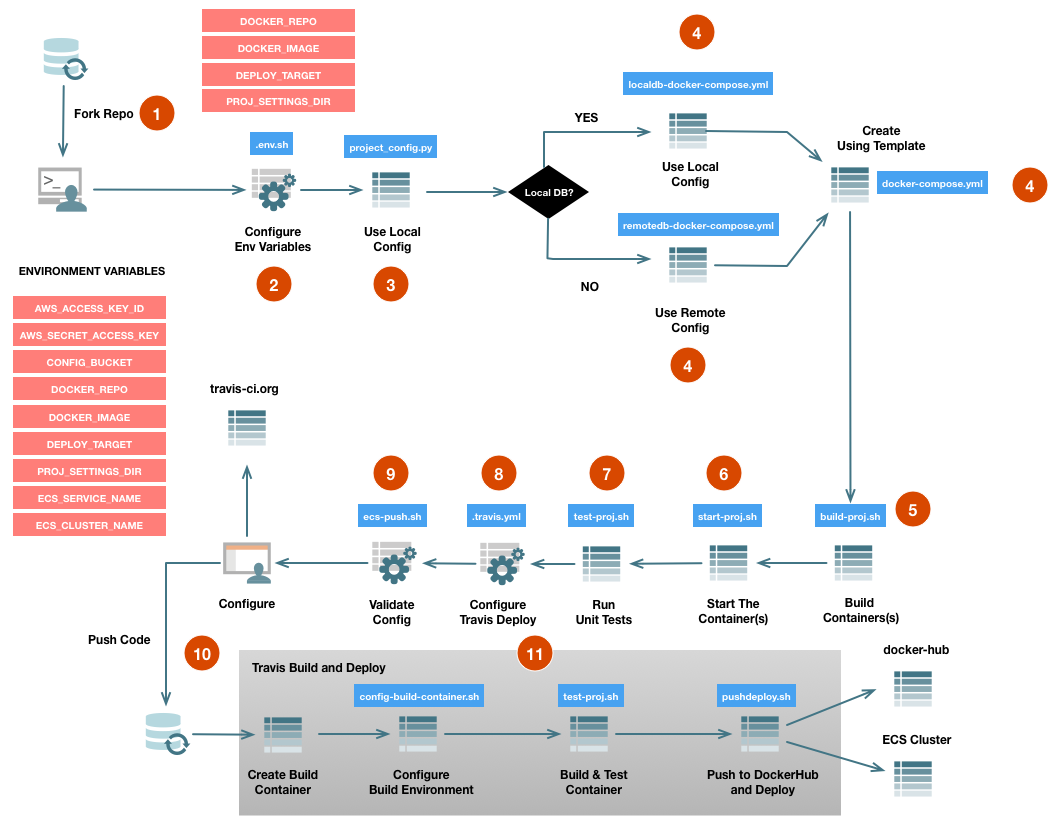 DOCKER_REPO
DOCKER_IMAGE
DEPLOY_TARGET
PROJ_SETTINGS_DIR
Fork Repo
1
.env.sh
project_config.py
Configure
Env Variables
2
Use Local
Config
3
Local DB?
YES
NO
4
localdb-docker-compose.yml
Use Local
Config
remotedb-docker-compose.yml
Use Remote
Config
4
Create
Using Template
docker-compose.yml
4
ENVIRONMENT VARIABLES
AWS_ACCESS_KEY_ID
AWS_SECRET_ACCESS_KEY
CONFIG_BUCKET
DOCKER_REPO
DOCKER_IMAGE
DEPLOY_TARGET
PROJ_SETTINGS_DIR
ECS_SERVICE_NAME
ECS_CLUSTER_NAME
travis-ci.org
9
ecs-push.sh
Validate
Config
8
.travis.yml
Configure
Travis Deploy
7
test-proj.sh
Run
Unit Tests
6
start-proj.sh
Start The
Container(s)
5
build-proj.sh
Build
Containers(s)
Configure
Push Code
10
11
Travis Build and Deploy
Create Build
Container
config-build-container.sh
Configure
Build Environment
test-proj.sh
Build & Test
Container
pushdeploy.sh
Push to DockerHub
and Deploy
docker-hub
ECS Cluster